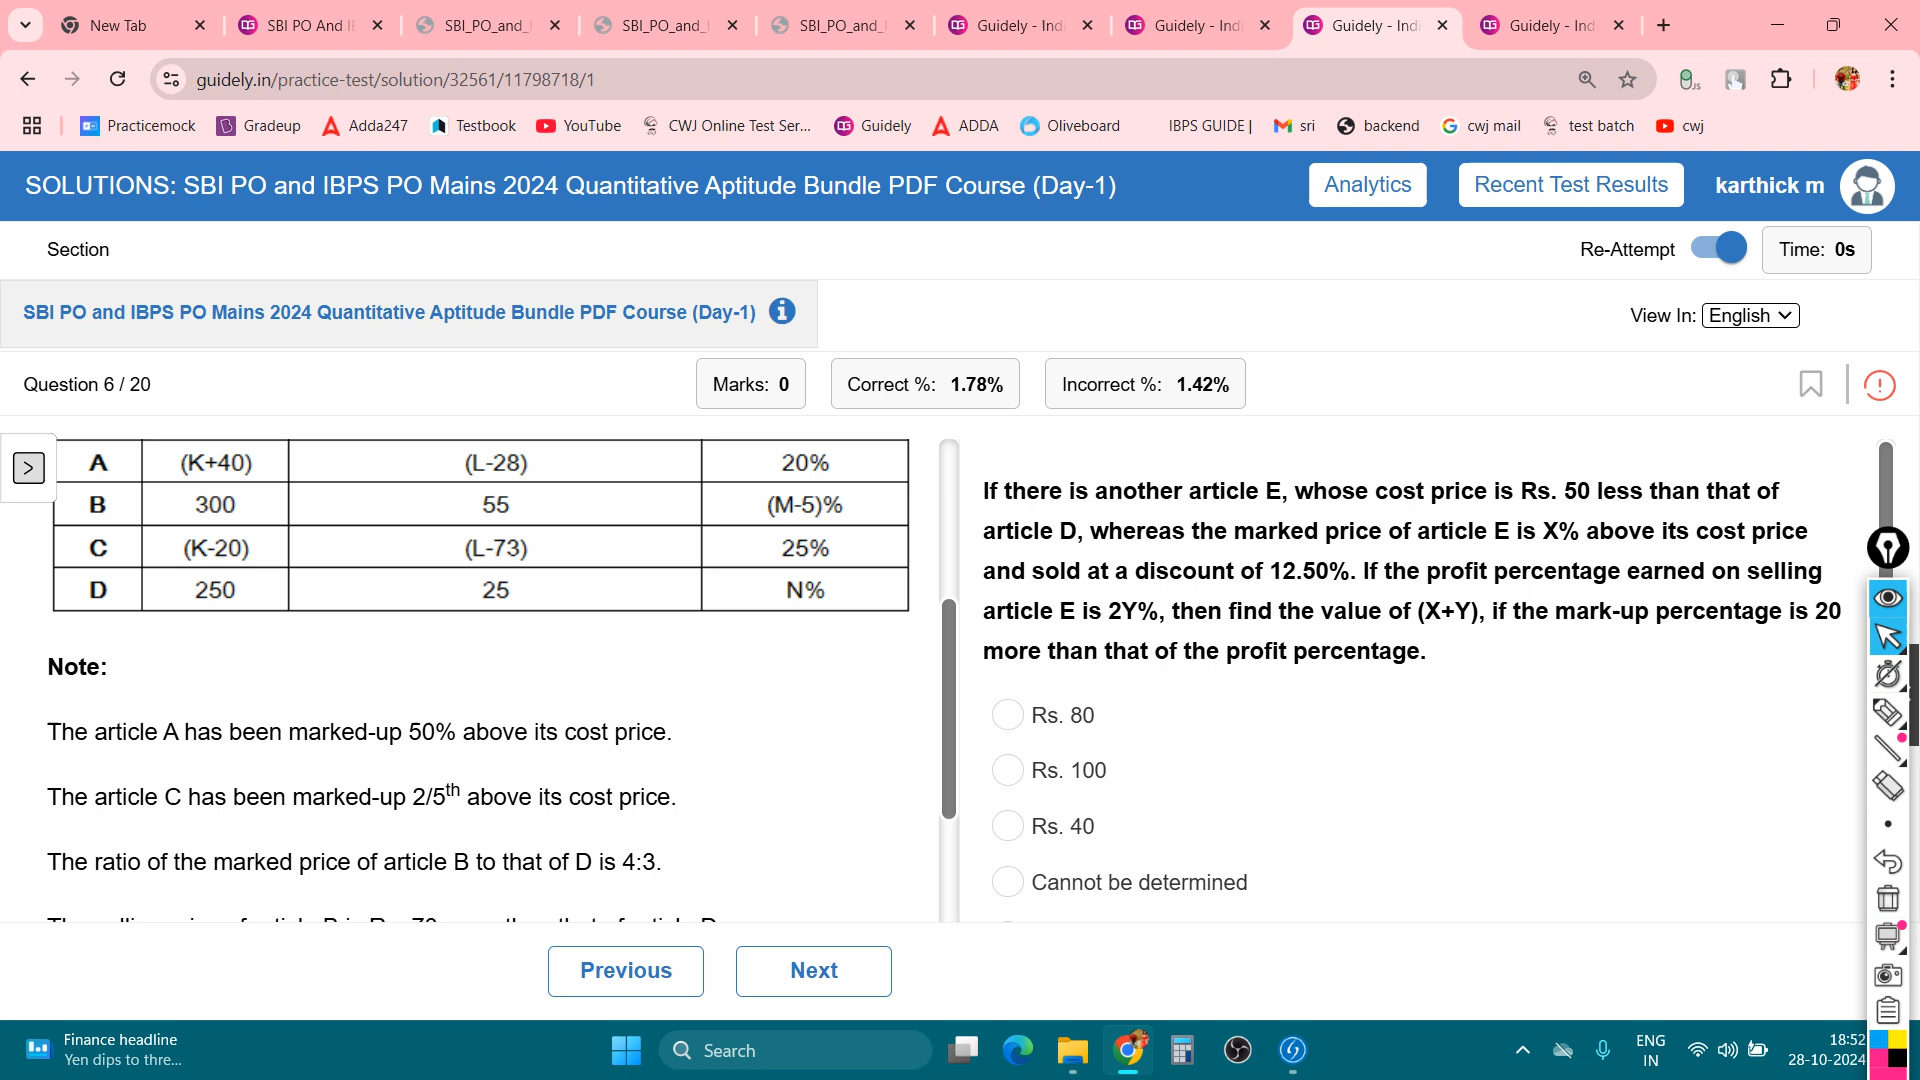 New Tab
SBI PO And IB
SBI_PO_and_I
SBI_PO_and_I
SBI_PO_and_I
Guidely - Indi
Guidely - Indi
Guidely - Indi
Guidely - Ind
guidely.in/practice-test/solution/32561/11798718/1
Practicemock
Gradeup
Adda247
Testbook
YouTube
CWJ Online Test Ser...
Guidely
ADDA
Oliveboard
IBPS GUIDE |
sri
backend
cwj mail
test batch
cwj
SOLUTIONS: SBI PO and IBPS PO Mains 2024 Quantitative Aptitude Bundle PDF Course (Day-1)
Analytics
Recent Test Results
karthick m
Section
Re-Attempt
Time: 0s
SBI PO and IBPS PO Mains 2024 Quantitative Aptitude Bundle PDF Course (Day-1)
View In: English
Question 6 / 20
Marks: 0
Correct %: 1.78%
Incorrect %: 1.42%
A (K+40) (L-28) 20%
B 300 55 (M-5)%
C (K-20) (L-73) 25%
D 250 25 N%
Note:
The article A has been marked-up 50% above its cost price.
The article C has been marked-up 2/5th above its cost price.
The ratio of the marked price of article B to that of D is 4:3.
If there is another article E, whose cost price is Rs. 50 less than that of
article D, whereas the marked price of article E is X% above its cost price
and sold at a discount of 12.50%. If the profit percentage earned on selling
article E is 2Y%, then find the value of (X+Y), if the mark-up percentage is 20
more than that of the profit percentage.
Rs. 80
Rs. 100
Rs. 40
Cannot be determined
Previous
Next
Finance headline
Yen dips to thre...
Search
ENG
IN
18:52
28-10-2024